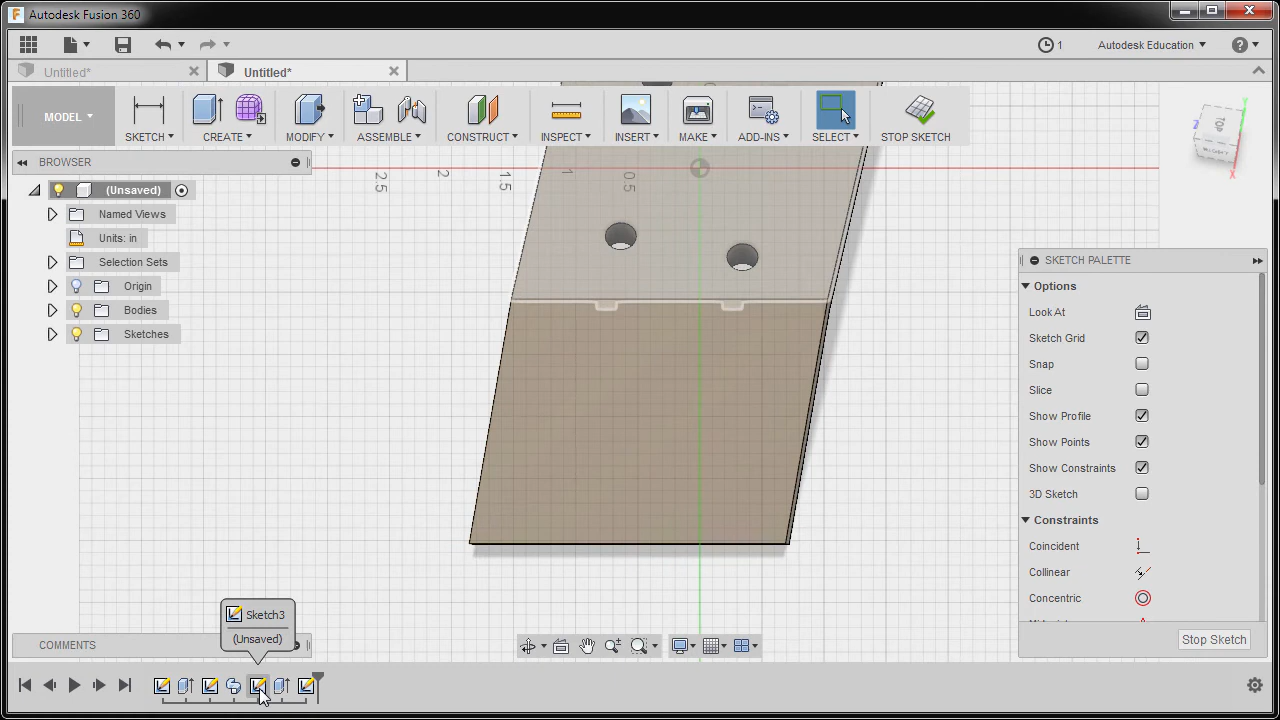 Autodesk Fusion 360
1
Autodesk Education
Untitled*
Untitled*
MODEL
SKETCH
CREATE
MODIFY
ASSEMBLE
CONSTRUCT
INSPECT
INSERT
MAKE
ADD-INS
SELECT
STOP SKETCH
BROWSER
(Unsaved)
Named Views
Units: in
Selection Sets
Origin
Bodies
Sketches
2.5
2
1.5
1
0.5
TOP
SKETCH PALETTE
Options
Look At
Sketch Grid
Snap
Slice
Show Profile
Show Points
Show Constraints
3D Sketch
Constraints
Coincident
Collinear
Concentric
Stop Sketch
Sketch3
(Unsaved)
COMMENTS